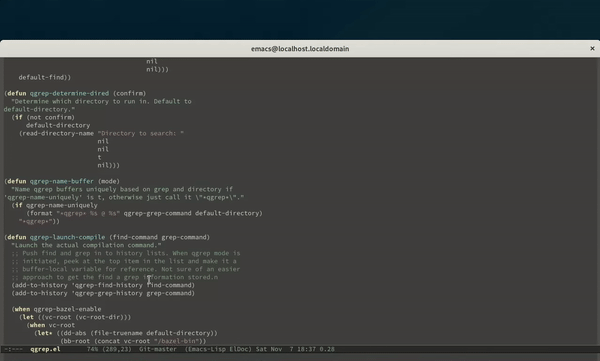 emacs@localhost.localdomain
nil
nil)))
default-find))
(defun qgrep-determine-dired (confirm)
"Determine which directory to run in. Default to
default-directory."
(if (not confirm)
default-directory
(read-directory-name "Directory to search: "
nil
nil
t
nil)))
(defun qgrep-name-buffer (mode)
"Name qgrep buffers uniquely based on grep and directory if
'qgrep-name-uniquely' is t, otherwise just call it \"*qgrep*\"."
(if qgrep-name-uniquely
(format "*qgrep* %s @ %s" qgrep-grep-command default-directory)
"*qgrep*"))
(defun qgrep-launch-compile (find-command grep-command)
"Launch the actual compilation command."
;; Push find and grep in to history lists. When qgrep mode is
;; initiated, peek at the top item in the list and make it a
;; buffer-local variable for reference. Not sure of an easier
;; approach to get the find a grep information stored.n
(add-to-history 'qgrep-find-history find-command)
(add-to-history 'qgrep-grep-history grep-command)
(when qgrep-bazel-enable
(let ((vc-root (vc-root-dir)))
(when vc-root
(let* ((dd-abs (file-truename default-directory))
(bb-root (concat vc-root "/bazel-bin"))
-:--- qgrep.el 74% (289,23) Git-master (Emacs-Lisp ElDoc) Sat Nov 7 18:37 0.28